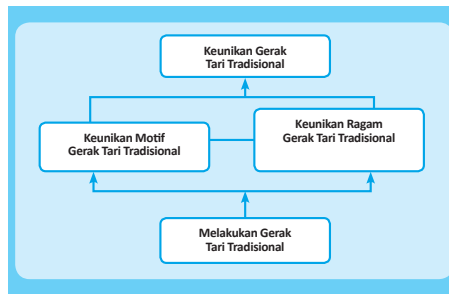 Keunikan Gerak
Tari Tradisional
Keunikan Motif
Gerak Tari Tradisional
Keunikan Ragam
Gerak Tari Tradisional
Melakukan Gerak
Tari Tradisional